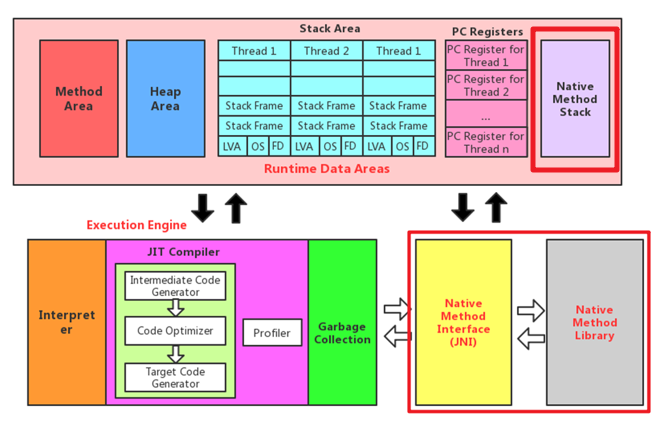 Stack Area
PC Registers
Method
Area
Heap
Area
Thread 1
Thread 2
Thread 1
Stack Frame
Stack Frame
Stack Frame
Stack Frame
Stack Frame
Stack Frame
LVA
OS
FD
LVA
OS
FD
LVA
OS
FD
PC Register for
Thread 1
PC Register for
Thread 2
...
PC Register for
Thread n
Native
Method
Stack
Runtime Data Areas
Execution Engine
Interpret
er
JIT Compiler
Intermediate Code
Generator
Code Optimizer
Target Code
Generator
Profiler
Garbage
Collection
Native
Method
Interface
(JNI)
Native
Method
Library